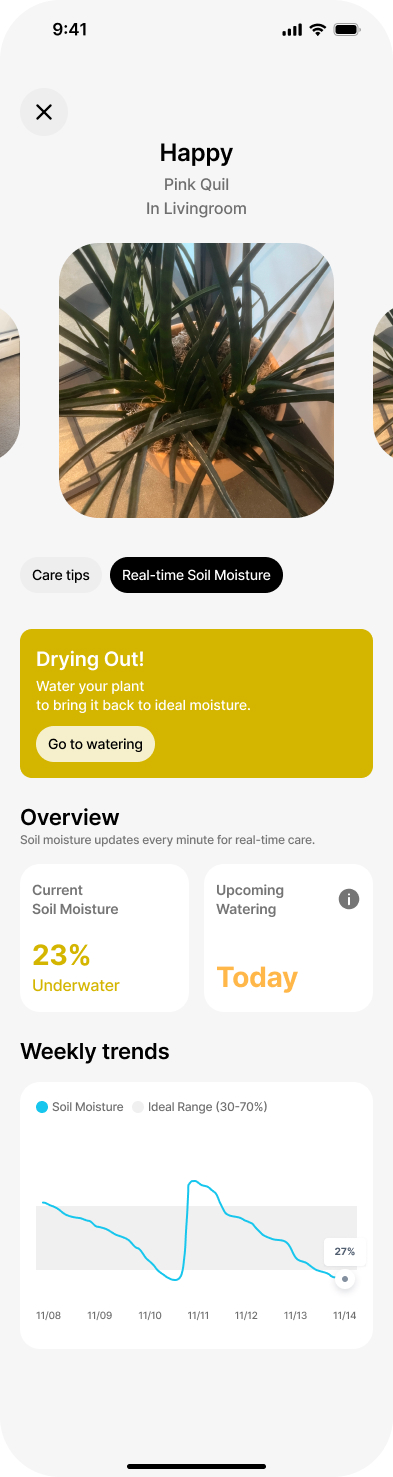 9:41
Happy
Pink Quil
In Livingroom
Care tips
Real-time Soil Moisture
Drying Out!
Water your plant
to bring it back to ideal moisture.
Go to watering
Overview
Soil moisture updates every minute for real-time care.
Current
Soil Moisture
23%
Underwater
Upcoming
Watering
Today
Weekly trends
Soil Moisture
Ideal Range (30-70%)
27%
11/08 11/09 11/10 11/11 11/12 11/13 11/14